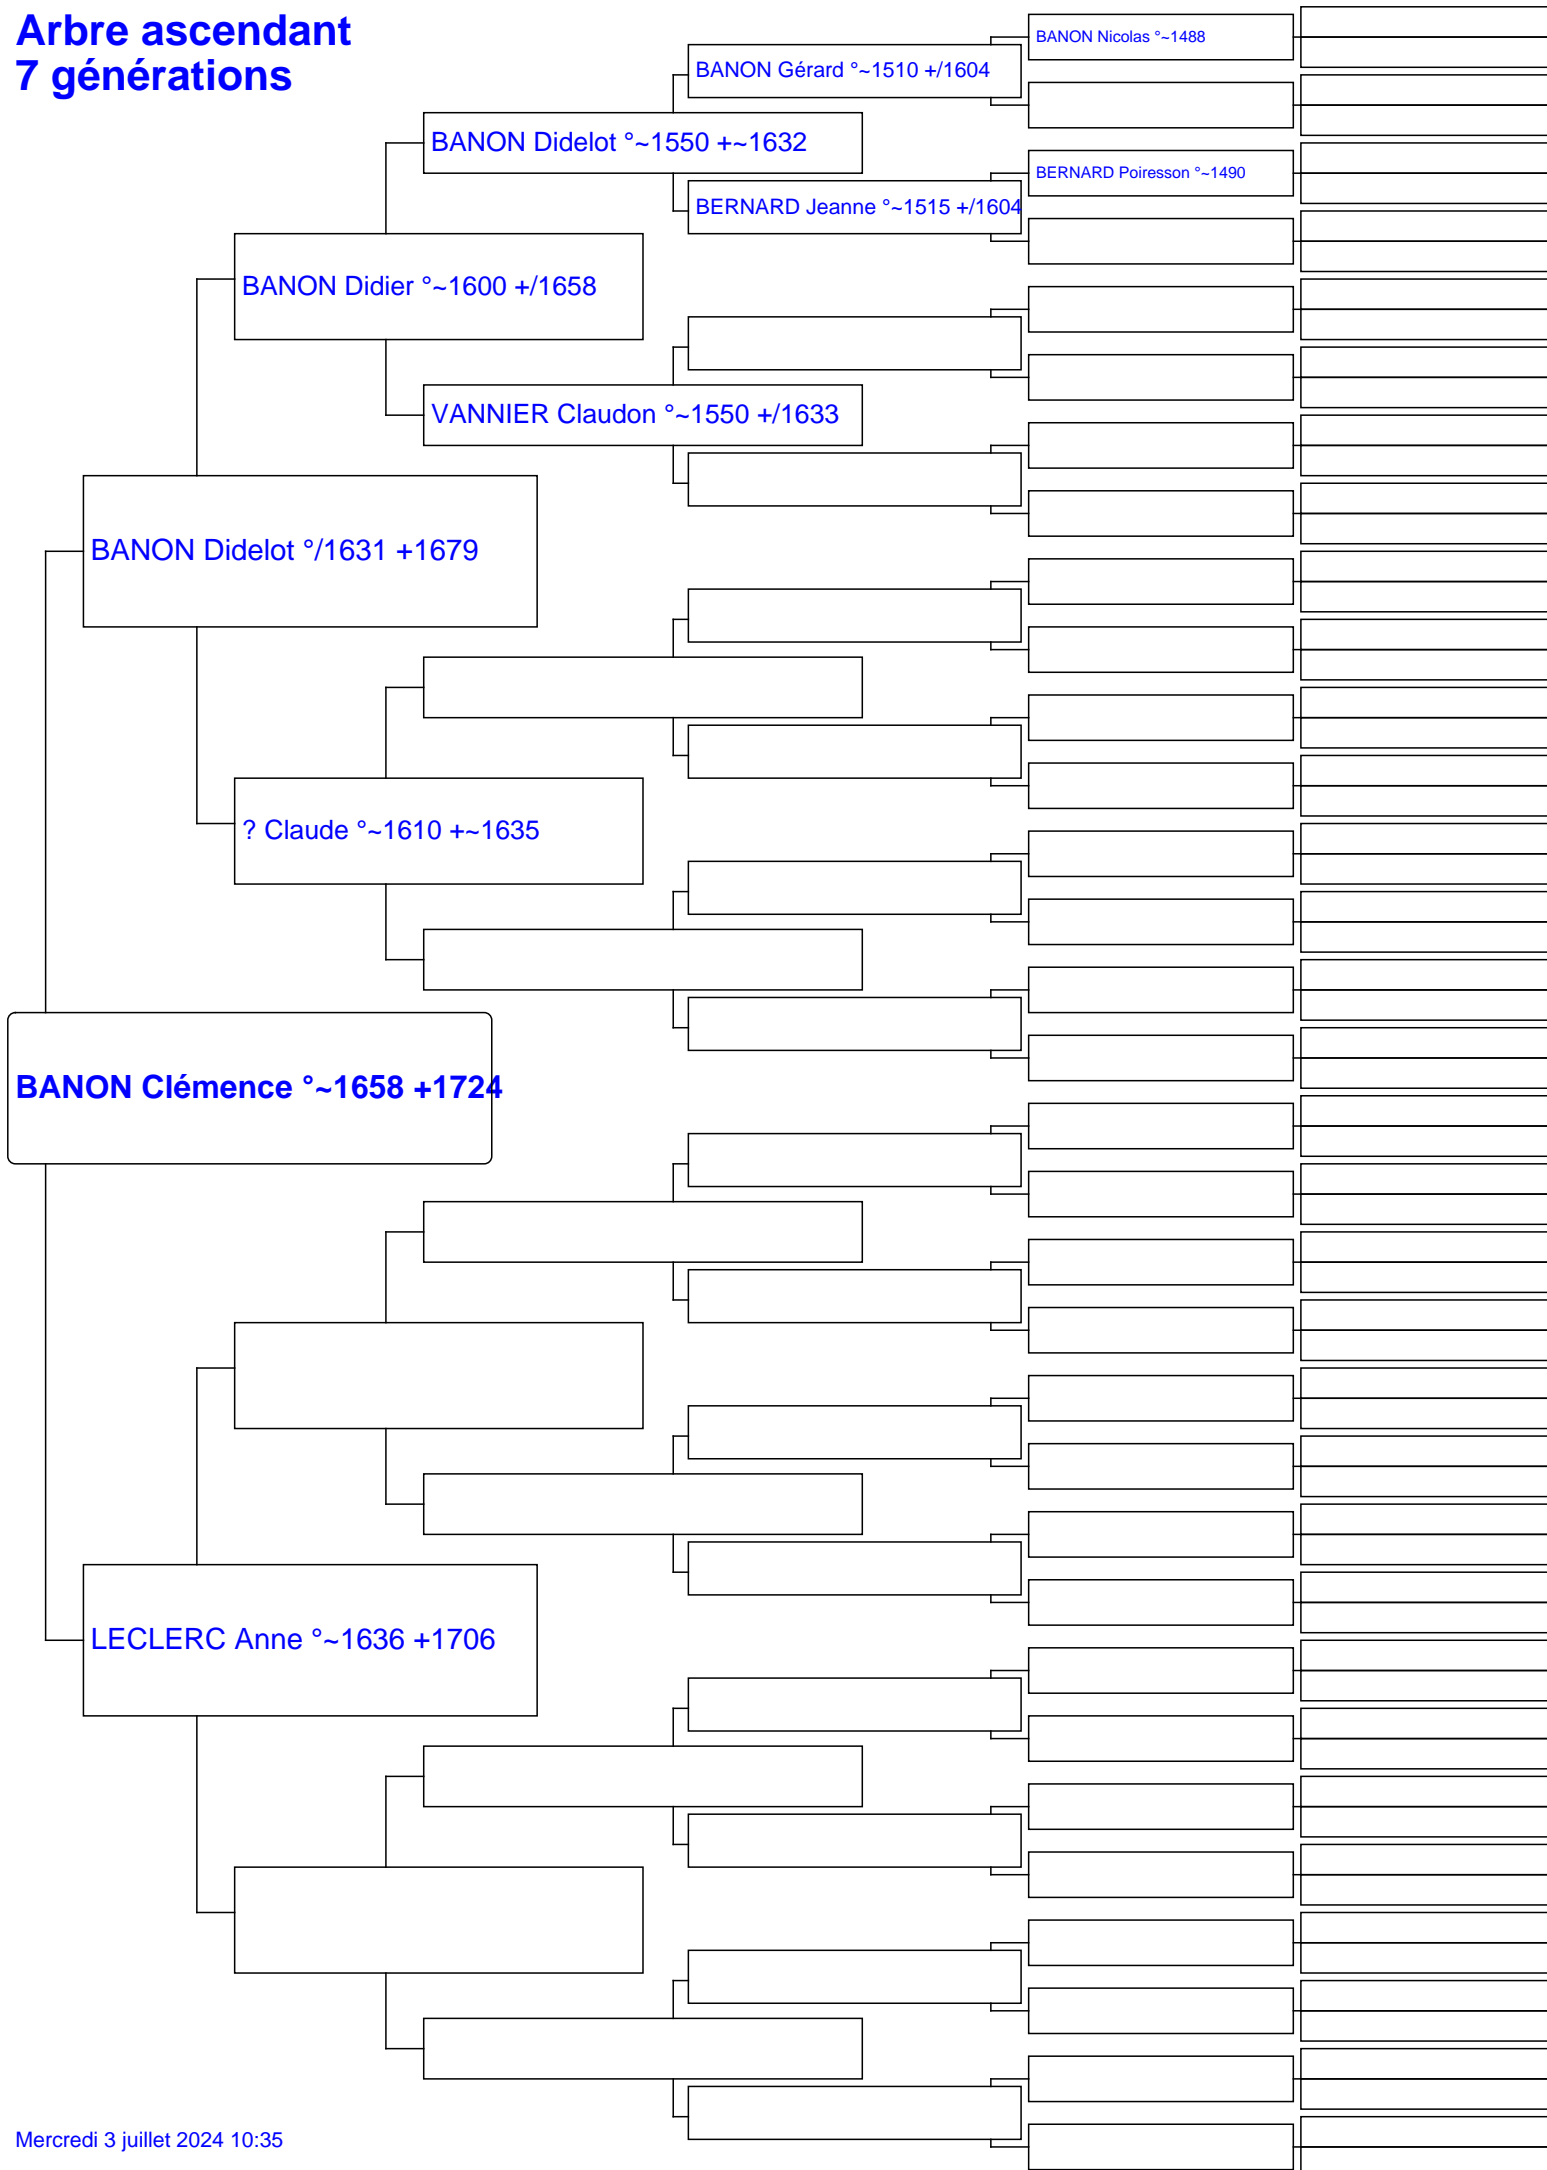 Arbre ascendant
7 générations
BANON Nicolas °~1488
BANON Gérard °~1510 +/1604
BANON Didelot °~1550 +~1632
BERNARD Poiresson °~1490
BERNARD Jeanne °~1515 +/1604
BANON Didier °~1600 +/1658
VANNIER Claudon °~1550 +/1633
BANON Didelot °/1631 +1679
? Claude °~1610 +~1635
BANON Clémence °~1658 +1724
LECLERC Anne °~1636 +1706
Mercredi 3 juillet 2024 10:35